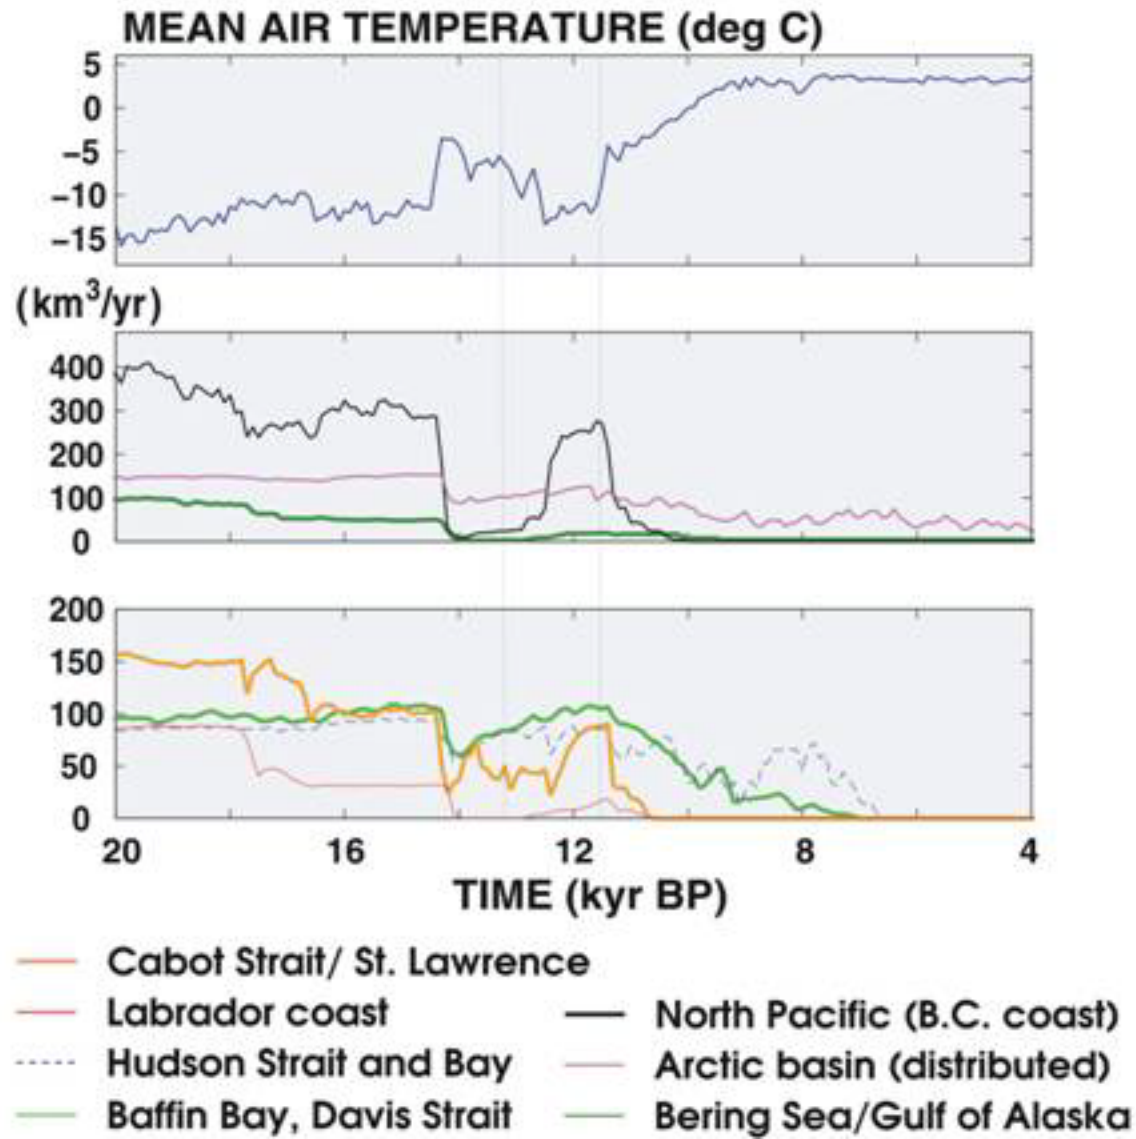 MEAN AIR TEMPERATURE (deg C)
5
0
−5
−10
−15
(km³/yr)
400
300
200
100
0
200
150
100
50
0
20 16 12 8 4
TIME (kyr BP)
Cabot Strait/ St. Lawrence
Labrador coast North Pacific (B.C. coast)
Hudson Strait and Bay Arctic basin (distributed)
Baffin Bay, Davis Strait Bering Sea/Gulf of Alaska